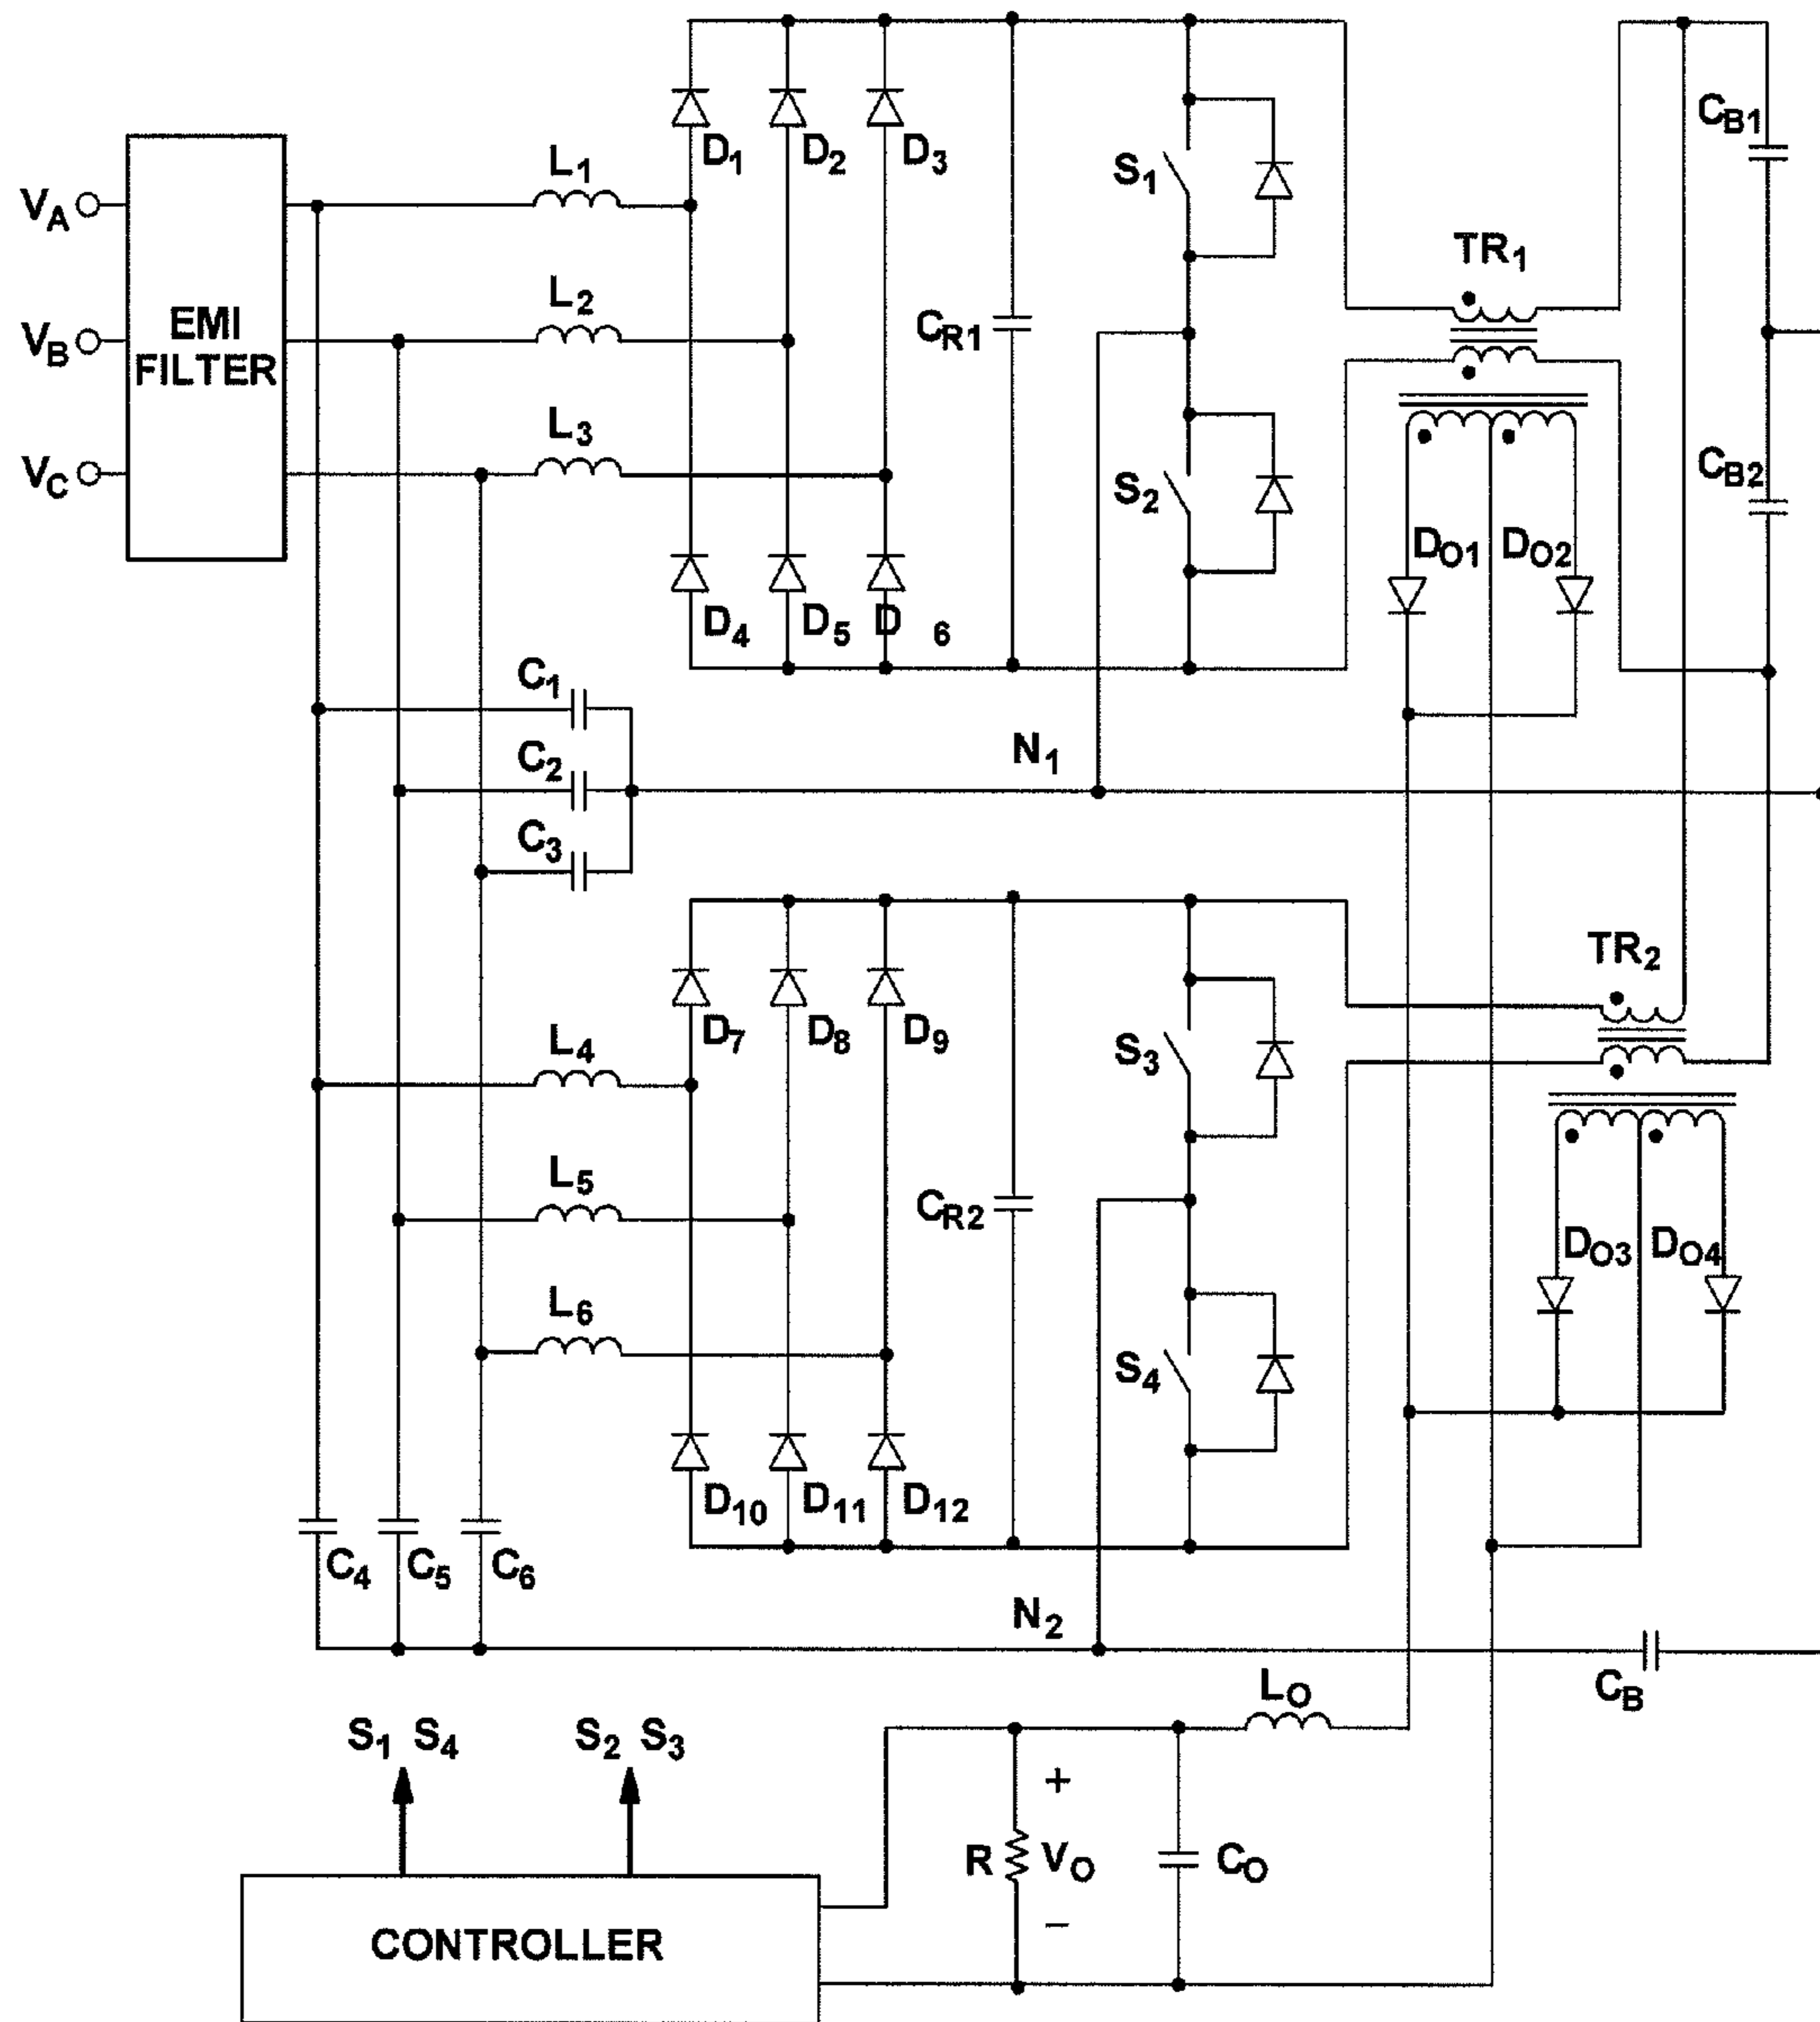 C_B1
D_1 D_2 D_3
V_A
L_1
S_1
TR_1
EMI
FILTER
L_2
C_R1
V_B
L_3
V_C
S_2
C_B2
D_O1 D_O2
D_4 D_5 D_6
C_1
C_2
N_1
C_3
TR_2
D_7 D_8 D_9
L_4
S_3
L_5
C_R2
D_O3 D_O4
L_6
S_4
D_10 D_11 D_12
C_4 C_5 C_6
N_2
C_B
L_O
S_1 S_4 S_2 S_3
+
R V_O C_O
−
CONTROLLER